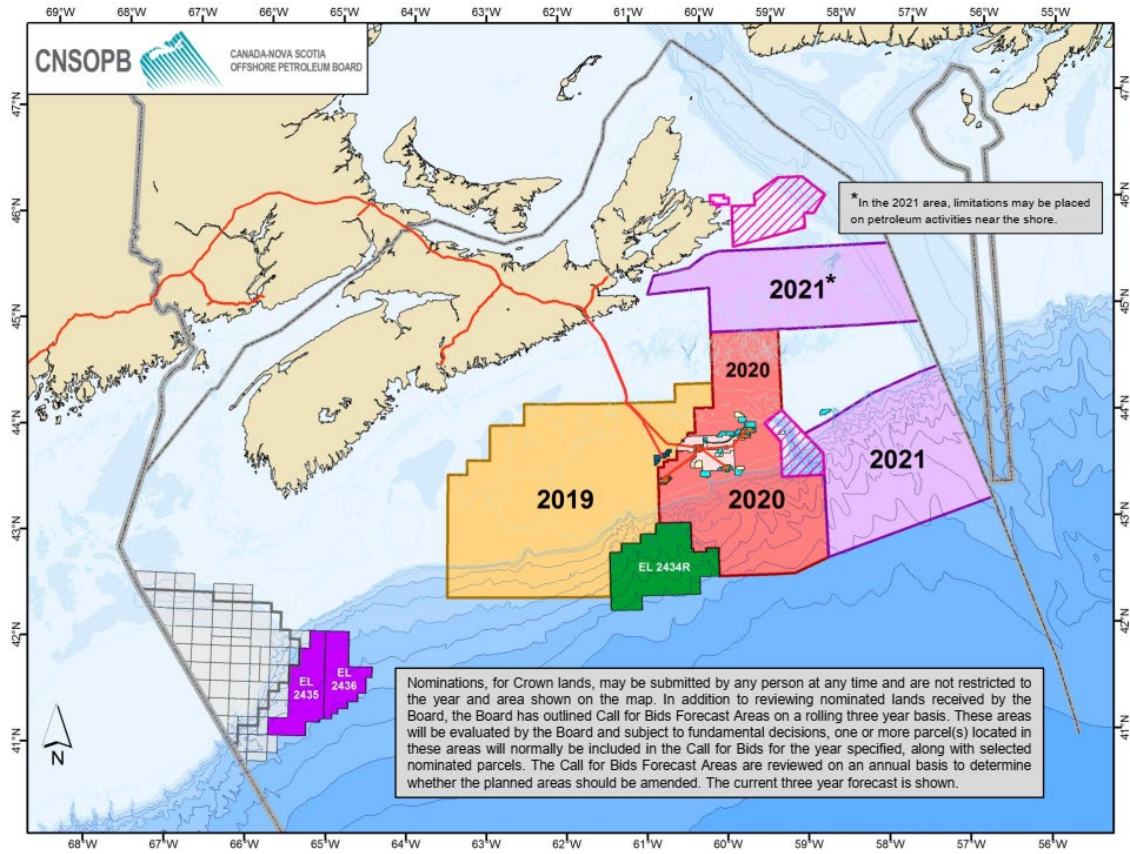 69°W 68°W 67°W 66°W 65°W 64°W 63°W 62°W 61°W 60°W 59°W 58°W 57°W 56°W 55°W 54°W
CNSOPB
CANADA-NOVA SCOTIA
OFFSHORE PETROLEUM BOARD
47°N
47°N
46°N
46°N
*In the 2021 area, limitations may be placed
on petroleum activities near the shore.
2021*
45°N
45°N
2020
44°N
44°N
2021
2019
2020
43°N
43°N
EL 2434R
42°N
42°N
EL
2435
EL
2436
Nominations, for Crown lands, may be submitted by any person at any time and are not restricted to
the year and area shown on the map. In addition to reviewing nominated lands received by the
Board, the Board has outlined Call for Bids Forecast Areas on a rolling three year basis. These areas
will be evaluated by the Board and subject to fundamental decisions, one or more parcel(s) located in
these areas will normally be included in the Call for Bids for the year specified, along with selected
nominated parcels. The Call for Bids Forecast Areas are reviewed on an annual basis to determine
whether the planned areas should be amended. The current three year forecast is shown.
41°N
41°N
N
68°W 67°W 66°W 65°W 64°W 63°W 62°W 61°W 60°W 59°W 58°W 57°W 56°W